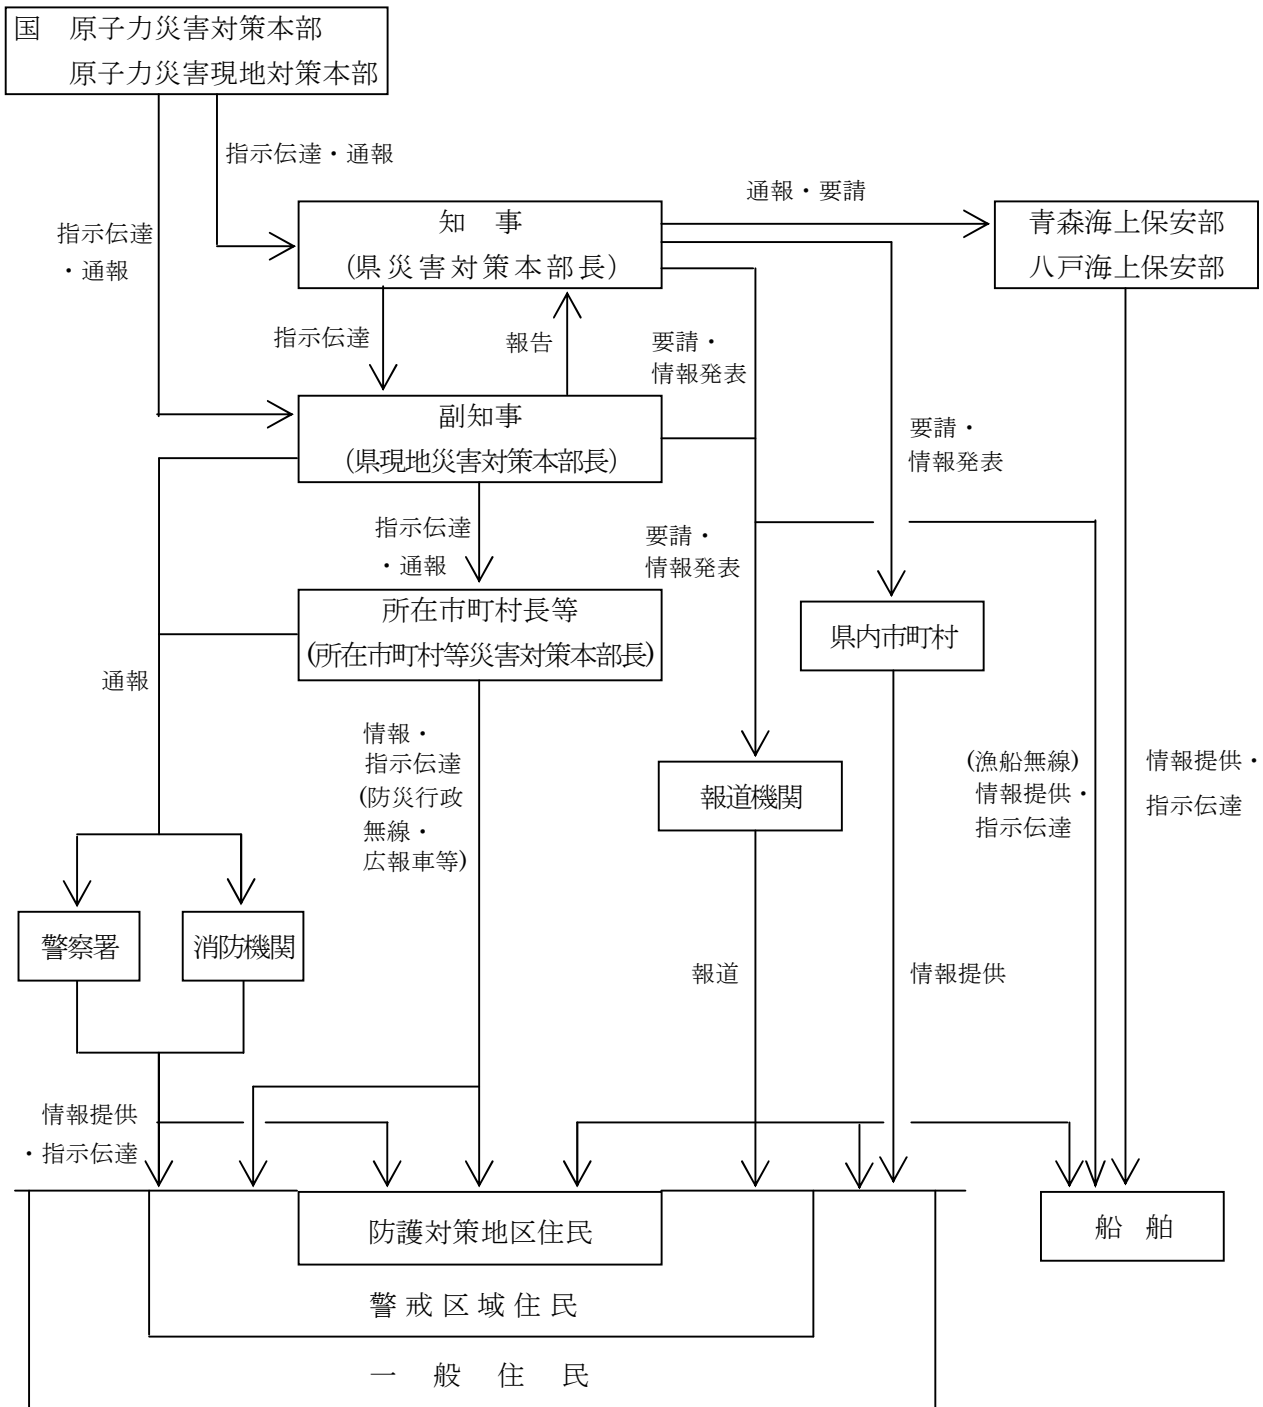 国　原子力災害対策本部
原子力災害現地対策本部
指示伝達・通報
通報・要請
指示伝達
・通報
知　事
(県災害対策本部長)
青森海上保安部
八戸海上保安部
指示伝達
報告
要請・
情報発表
副知事
(県現地災害対策本部長)
要請・
情報発表
指示伝達
・通報
要請・
情報発表
所在市町村長等
(所在市町村等災害対策本部長)
県内市町村
通報
情報・
指示伝達
(防災行政
無線・
広報車等)
報道機関
(漁船無線)
情報提供・
指示伝達
情報提供・
指示伝達
警察署
消防機関
報道
情報提供
情報提供
・指示伝達
防護対策地区住民
船　舶
警戒区域住民
一　般　住　民